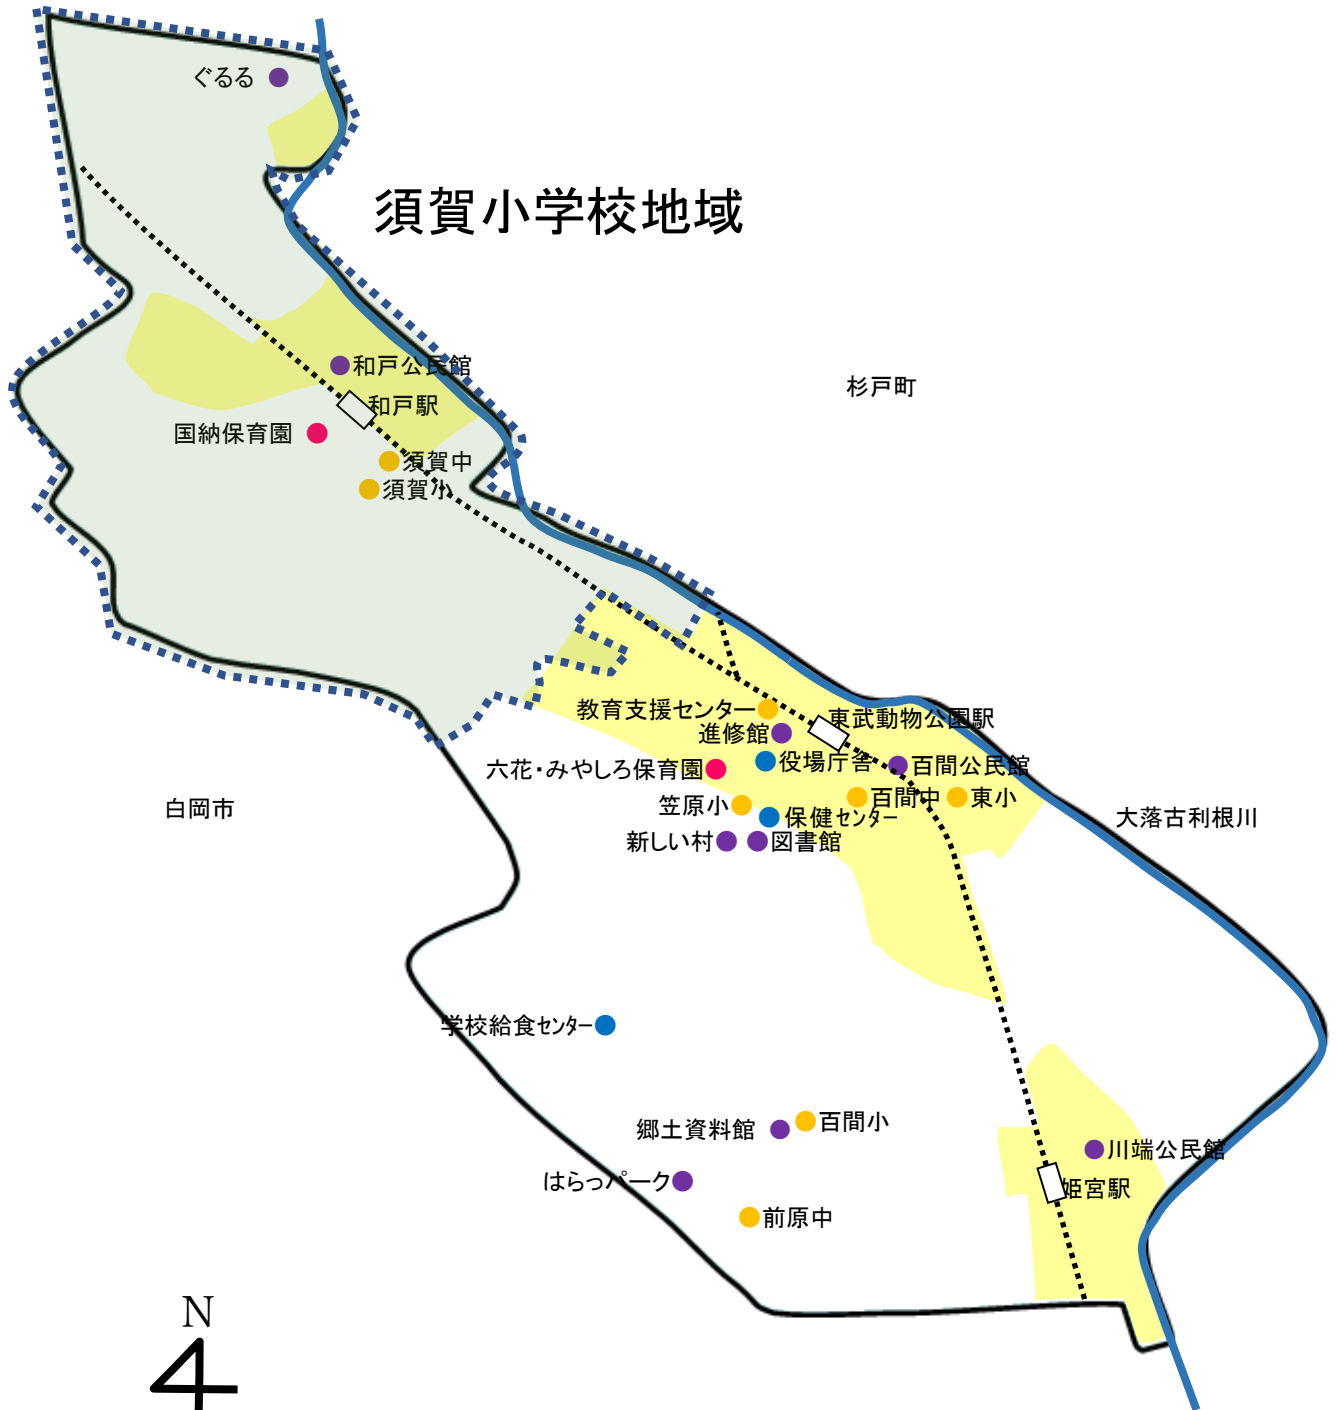 ぐるる
須賀小学校地域
和戸公民館
杉戸町
和戸駅
国納保育園
須賀中
須賀小
教育支援センター
東武動物公園駅
進修館
役場庁舎
百間公民館
六花・みやしろ保育園
百間中
東小
笠原小
白岡市
保健センター
大落古利根川
新しい村
図書館
学校給食センター
百間小
郷土資料館
川端公民館
はらっパーク
姫宮駅
前原中
N